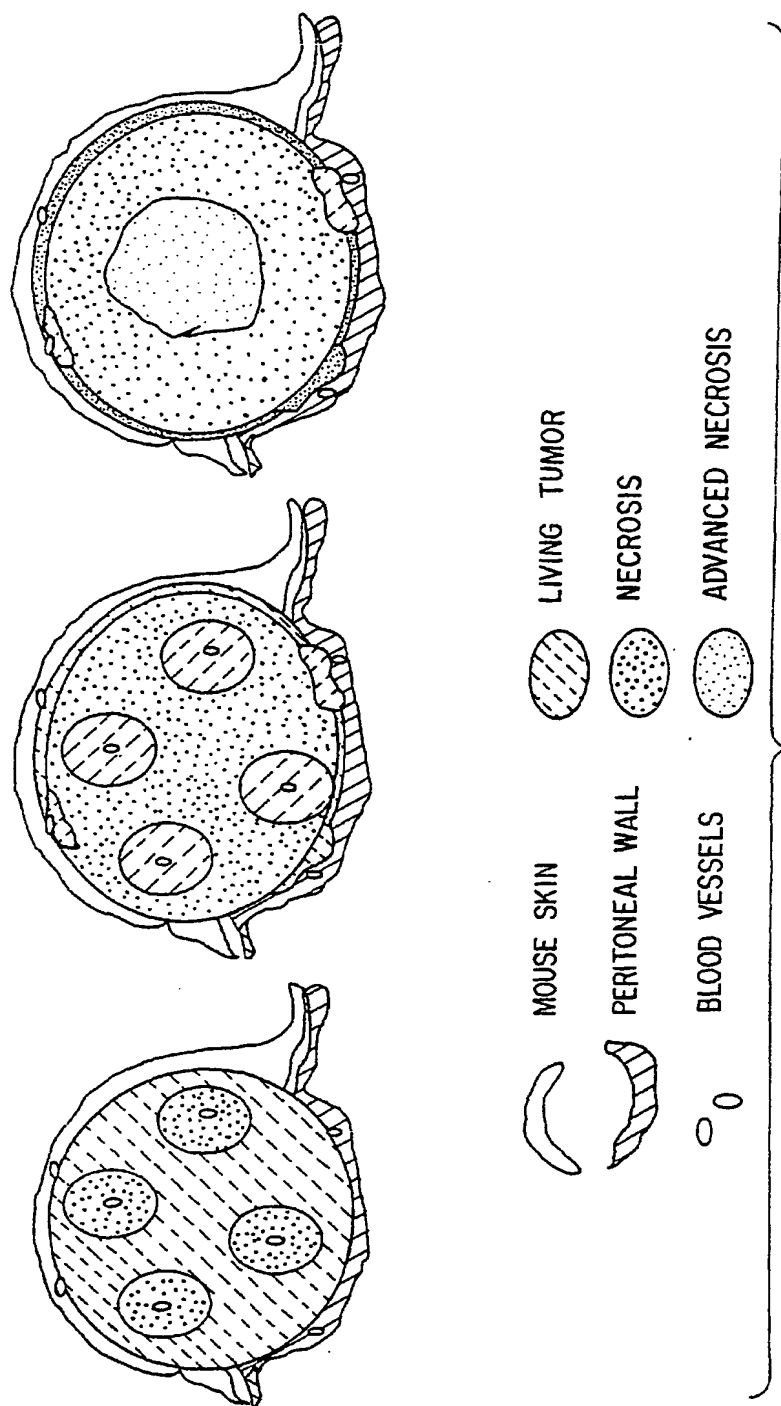 MOUSE SKIN
PERITONEAL WALL
BLOOD VESSELS
LIVING TUMOR
NECROSIS
ADVANCED NECROSIS